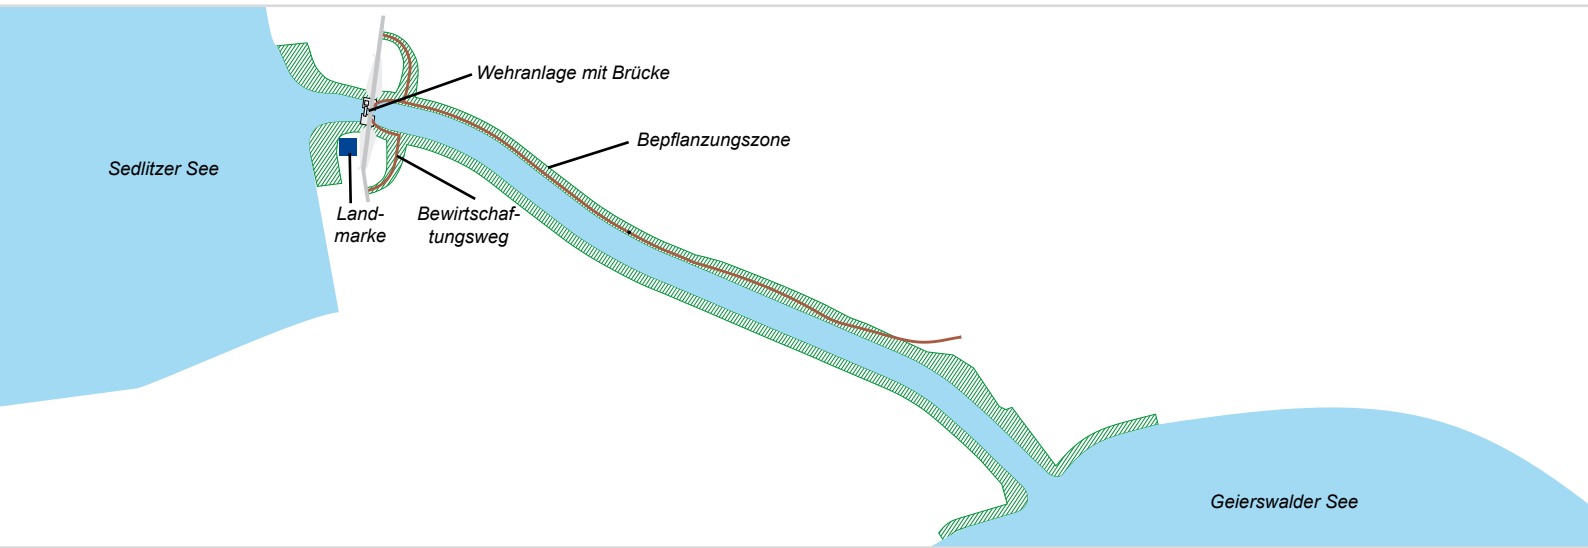 Wehranlage mit Brücke
Bepflanzungszone
Sedlitzer See
Land-
marke
Bewirtschaf-
tungsweg
Geierswalder See